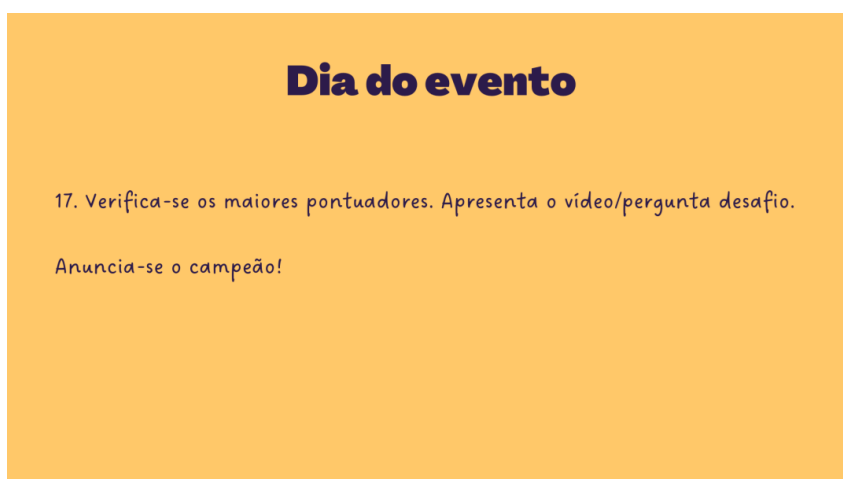 Dia do evento
17. Verifica-se os maiores pontuadores. Apresenta o vídeo/pergunta desafio.
Anuncia-se o campeão!